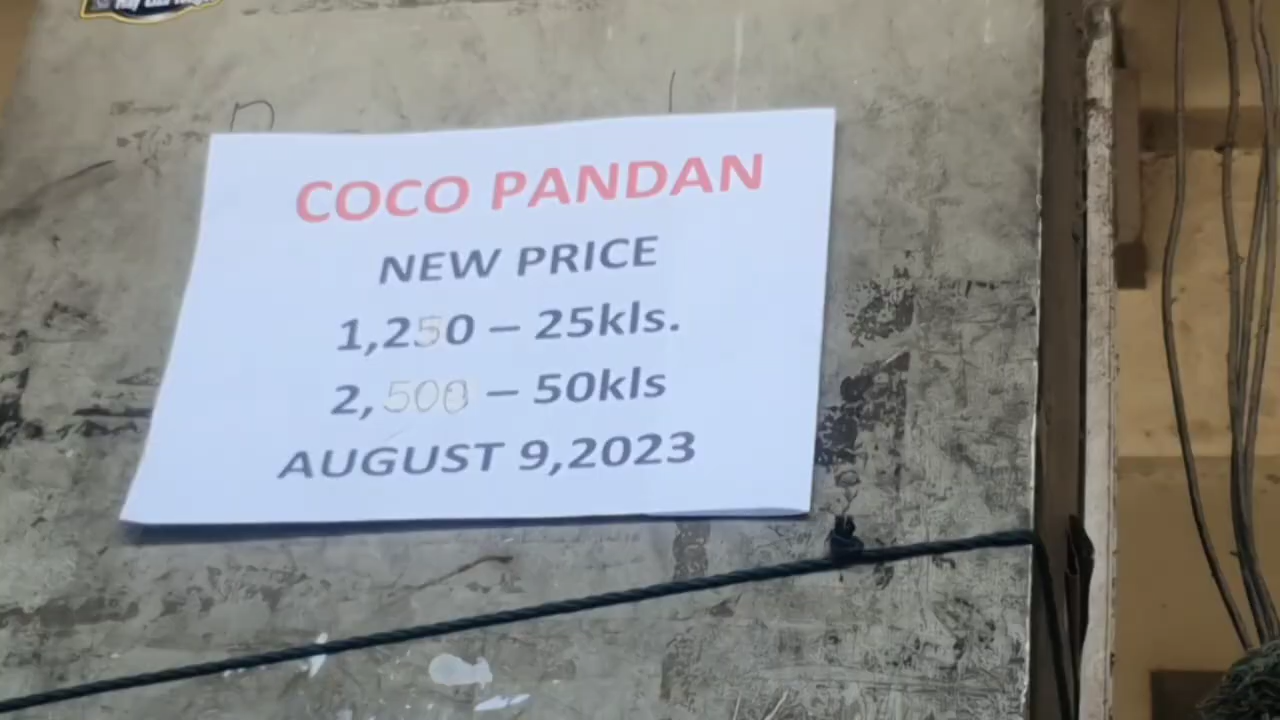 COCO PANDAN
NEW PRICE
1,250 – 25kls.
2,500 – 50kls
AUGUST 9,2023